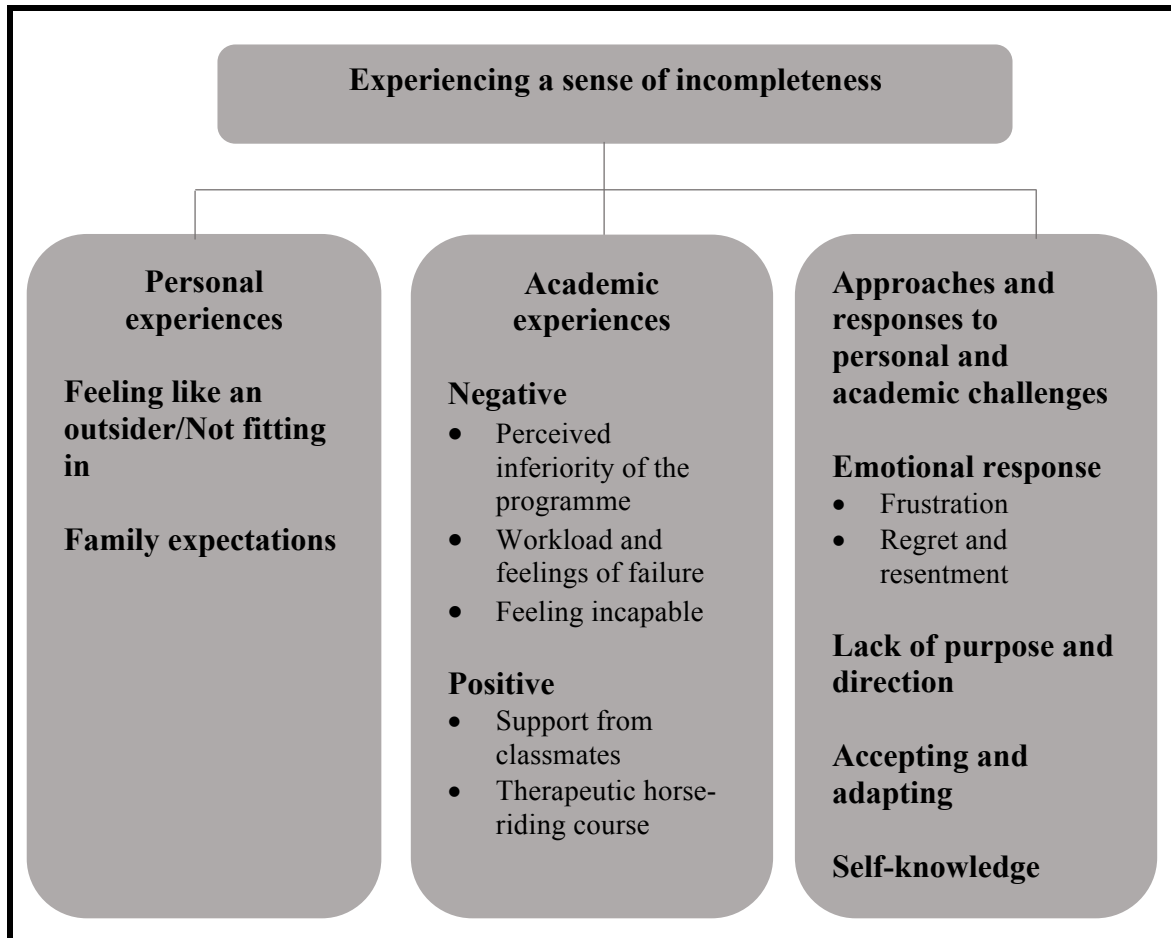 Experiencing a sense of incompleteness
Personal
experiences
Feeling like an
outsider/Not fitting
in
Family expectations
Academic
experiences
Negative
• Perceived
inferiority of the
programme
• Workload and
feelings of failure
• Feeling incapable
Positive
• Support from
classmates
• Therapeutic horse-
riding course
Approaches and
responses to
personal and
academic challenges
Emotional response
• Frustration
• Regret and
resentment
Lack of purpose and
direction
Accepting and
adapting
Self-knowledge